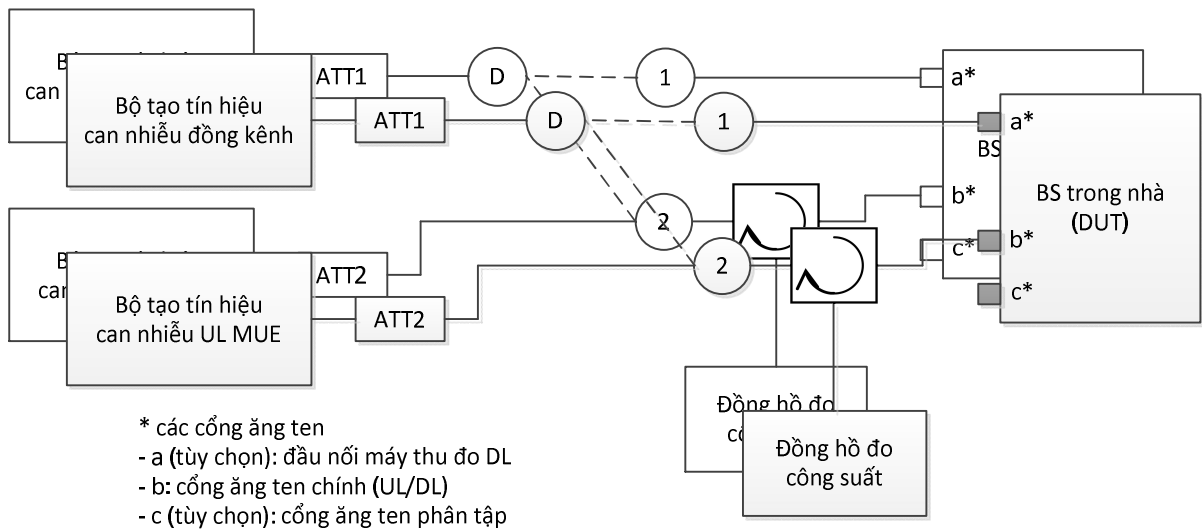 Bộ tạo tín hiệu
can nhiễu đồng kênh
ATT1
ATT1
D
D
1
1
a*
a*
BS
BS trong nhà
(DUT)
b*
b*
c*
c*
2
2
Bộ tạo tín hiệu
can nhiễu UL MUE
ATT2
ATT2
Đồng hồ đo
Đồng hồ đo
công suất
* các cổng ăng ten
- a (tùy chọn): đầu nối máy thu đo DL
- b: cổng ăng ten chính (UL/DL)
- c (tùy chọn): cổng ăng ten phân tập